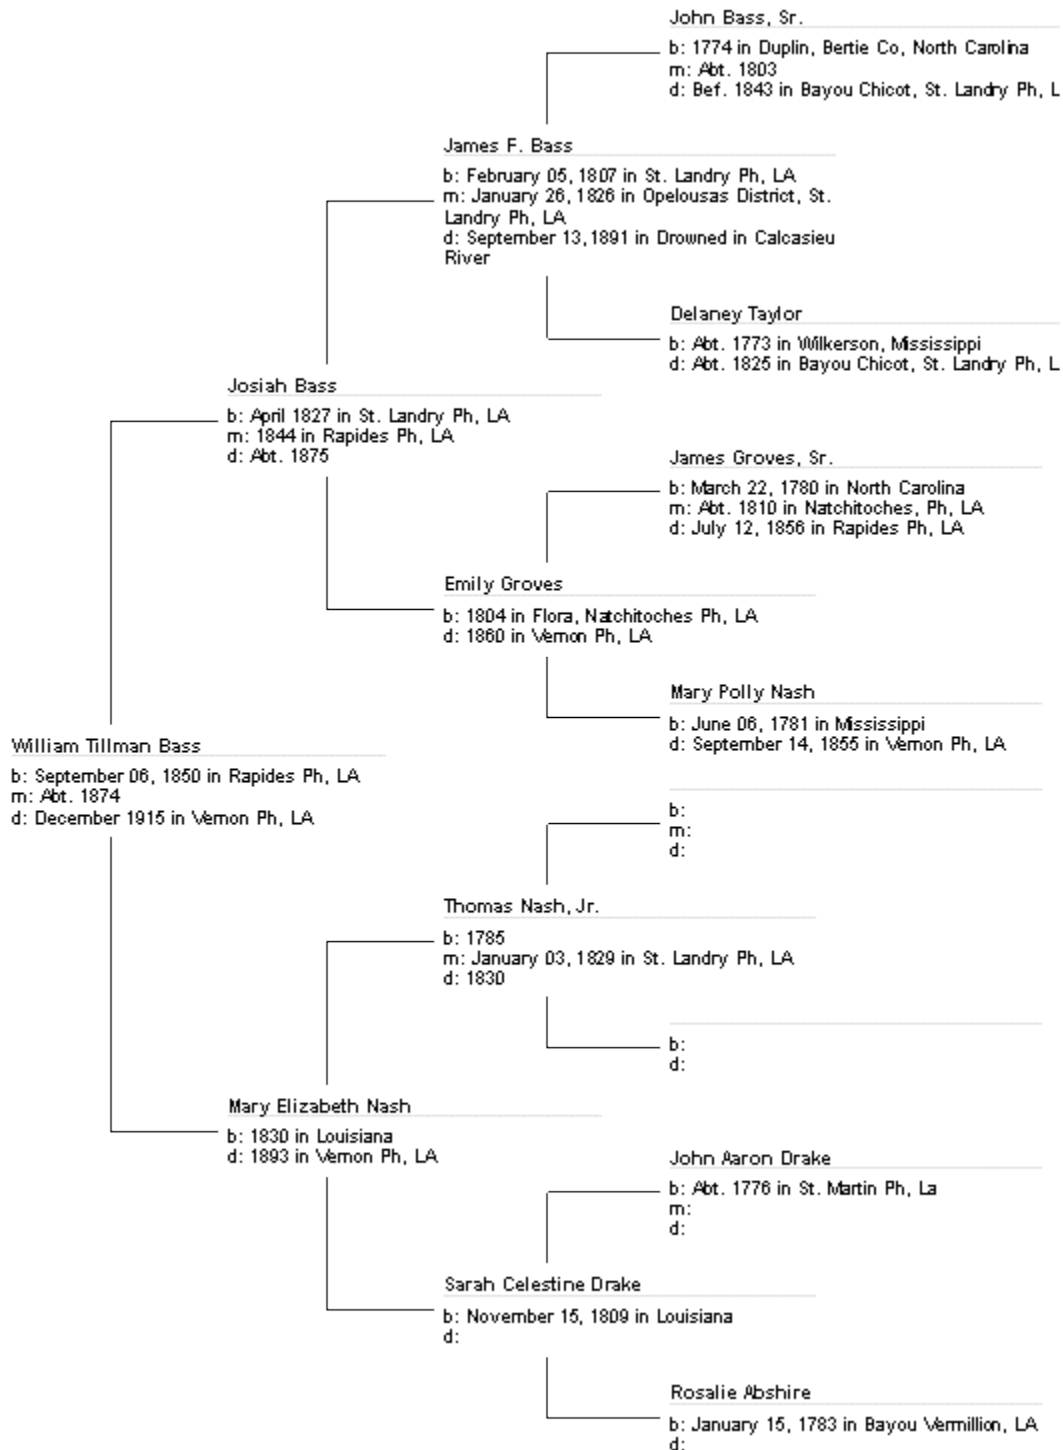 John Bass, Sr.
b: 1774 in Duplin, Bertie Co, North Carolina
m: Abt. 1803
d: Bef. 1843 in Bayou Chicot, St. Landry Ph, L
James F. Bass
b: February 05, 1807 in St. Landry Ph, LA
m: January 26, 1826 in Opelousas District, St.
Landry Ph, LA
d: September 13, 1891 in Drowned in Calcasieu
River
Delaney Taylor
b: Abt. 1773 in Wilkerson, Mississippi
d: Abt. 1825 in Bayou Chicot, St. Landry Ph, L
Josiah Bass
b: April 1827 in St. Landry Ph, LA
m: 1844 in Rapides Ph, LA
d: Abt. 1875
James Groves, Sr.
b: March 22, 1780 in North Carolina
m: Abt. 1810 in Natchitoches, Ph, LA
d: July 12, 1856 in Rapides Ph, LA
Emily Groves
b: 1804 in Flora, Natchitoches Ph, LA
d: 1860 in Vernon Ph, LA
Mary Polly Nash
b: June 06, 1781 in Mississippi
d: September 14, 1855 in Vernon Ph, LA
William Tillman Bass
b: September 06, 1850 in Rapides Ph, LA
m: Abt. 1874
d: December 1915 in Vernon Ph, LA
b:
m:
d:
Thomas Nash, Jr.
b: 1785
m: January 03, 1829 in St. Landry Ph, LA
d: 1830
b:
d:
Mary Elizabeth Nash
b: 1830 in Louisiana
d: 1893 in Vernon Ph, LA
John Aaron Drake
b: Abt. 1776 in St. Martin Ph, La
m:
d:
Sarah Celestine Drake
b: November 15, 1809 in Louisiana
d:
Rosalie Abshire
b: January 15, 1783 in Bayou Vermillion, LA
d: